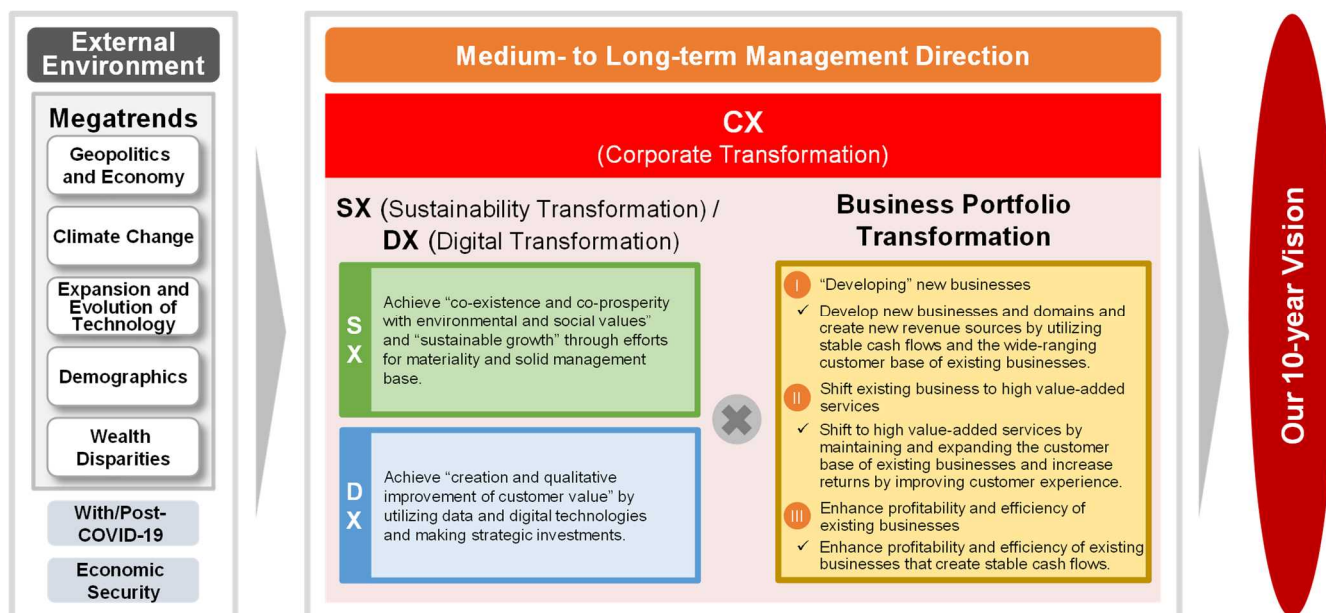 External
Environment
Megatrends
Geopolitics
and Economy
Climate Change
Expansion and
Evolution of
Technology
Demographics
Wealth
Disparities
With/Post-
COVID-19
Economic
Security
Medium- to Long-term Management Direction
CX
(Corporate Transformation)
SX (Sustainability Transformation) /
DX (Digital Transformation)
S
X
Achieve “co-existence and co-prosperity
with environmental and social values”
and “sustainable growth” through efforts
for materiality and solid management
base.
D
X
Achieve “creation and qualitative
improvement of customer value” by
utilizing data and digital technologies
and making strategic investments.
Business Portfolio
Transformation
I “Developing” new businesses
✓ Develop new businesses and domains and
create new revenue sources by utilizing
stable cash flows and the wide-ranging
customer base of existing businesses.
II Shift existing business to high value-added
services
✓ Shift to high value-added services by
maintaining and expanding the customer
base of existing businesses and increase
returns by improving customer experience.
III Enhance profitability and efficiency of
existing businesses
✓ Enhance profitability and efficiency of existing
businesses that create stable cash flows.
Our 10-year Vision